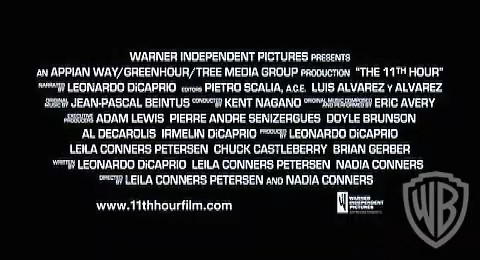 WARNER INDEPENDENT PICTURES PRESENTS
AN APPIAN WAY/GREENHOUR/TREE MEDIA GROUP PRODUCTION "THE 11TH HOUR"
NARRATED BY LEONARDO DiCAPRIO EDITORS PIETRO SCALIA, A.C.E. LUIS ALVAREZ Y ALVAREZ
ORIGINAL MUSIC BY JEAN-PASCAL BEINTUS CONDUCTED BY KENT NAGANO ORIGINAL MUSIC COMPOSED AND PERFORMED BY ERIC AVERY
EXECUTIVE PRODUCERS ADAM LEWIS PIERRE ANDRE SENIZERGUES DOYLE BRUNSON
AL DECAROLIS IRMELIN DiCAPRIO PRODUCED BY LEONARDO DiCAPRIO
LEILA CONNERS PETERSEN CHUCK CASTLEBERRY BRIAN GERBER
WRITTEN BY LEONARDO DiCAPRIO LEILA CONNERS PETERSEN NADIA CONNERS
DIRECTED BY LEILA CONNERS PETERSEN AND NADIA CONNERS
www.11thhourfilm.com
WARNER INDEPENDENT PICTURES
WB